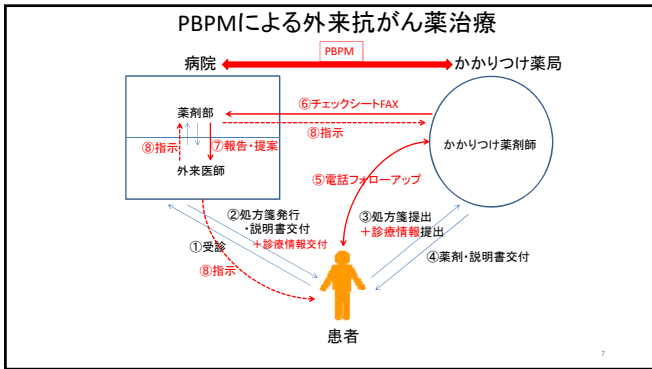 PBPMによる外来抗がん薬治療
PBPM
病院
かかりつけ薬局
⑥チェックシートFAX
薬剤部
⑧指示
かかりつけ薬剤師
⑧指示
⑦報告・提案
外来医師
⑤電話フォローアップ
②処方箋発行
・説明書交付
+診療情報交付
③処方箋提出
+診療情報提出
①受診
④薬剤・説明書交付
⑧指示
患者
7